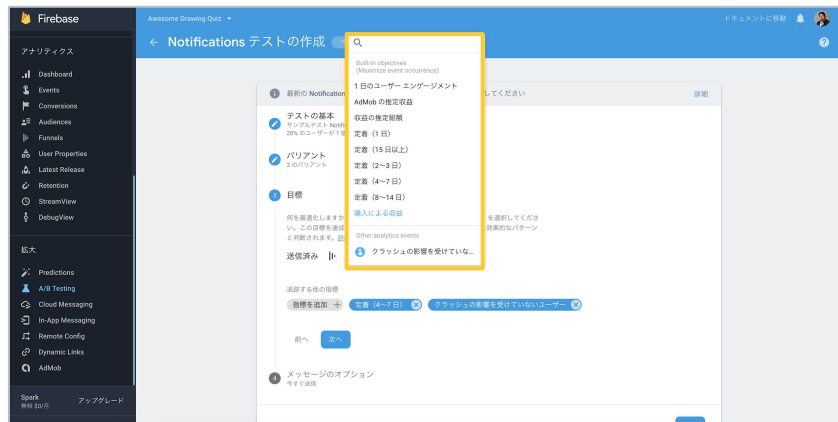 Firebase
Awesome Drawing Quiz
ドキュメントに移動
← Notifications テストの作成
アナリティクス
Dashboard
Events
Conversions
Audiences
Funnels
User Properties
Latest Release
Retention
StreamView
DebugView
拡大
Predictions
A/B Testing
Cloud Messaging
In-App Messaging
Remote Config
Dynamic Links
AdMob
Spark
無料 $0/月
アップグレード
Built-in objectives
(Maximize event occurrence)
1 日のユーザー エンゲージメント
AdMob の推定収益
収益の推定総額
定着（1 日）
定着（15 日以上）
定着（2〜3 日）
定着（4〜7 日）
定着（8〜14 日）
購入による収益
Other analytics events
クラッシュの影響を受けていな...
最新の Notification
してください
詳細
テストの基本
サンプルテスト Notifi
20% のユーザーが 1 個
バリアント
3 のバリアント
3 目標
何を最適化しますか
を選択してくださ
い。この目標を達成
効果的なパターン
と判断されます。
送信済み
追跡する他の指標
指標を追加 +
定着（4〜7 日）
クラッシュの影響を受けていないユーザー
前へ
次へ
4 メッセージのオプション
今すぐ送信